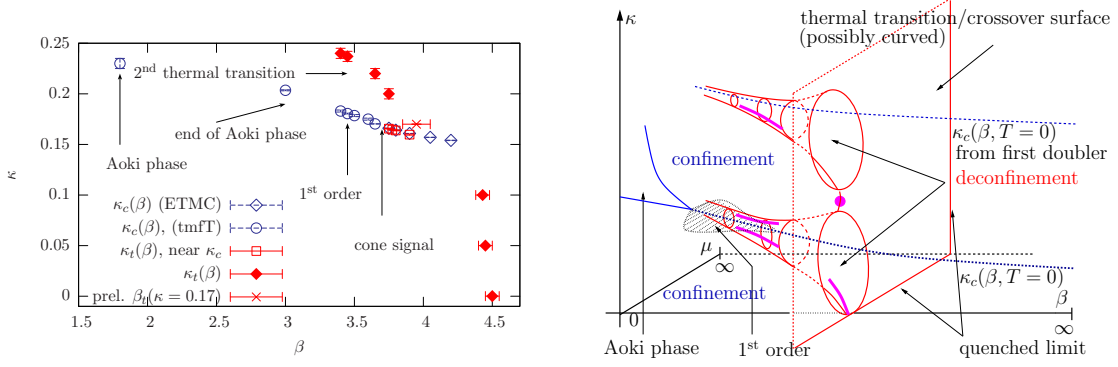 0.25
0.2
0.15
0.1
0.05
0
κ
1.5
2
2.5
3
3.5
4
4.5
β
2nd thermal transition
end of Aoki phase
Aoki phase
1st order
cone signal
κc(β) (ETMC)
κc(β), (tmfT)
κt(β), near κc
κt(β)
prel. βt(κ = 0.17)
κ
thermal transition/crossover surface
(possibly curved)
κc(β, T = 0)
from first doubler
deconfinement
confinement
μ
∞
confinement
κc(β, T = 0)
β
0
∞
Aoki phase
1st order
quenched limit